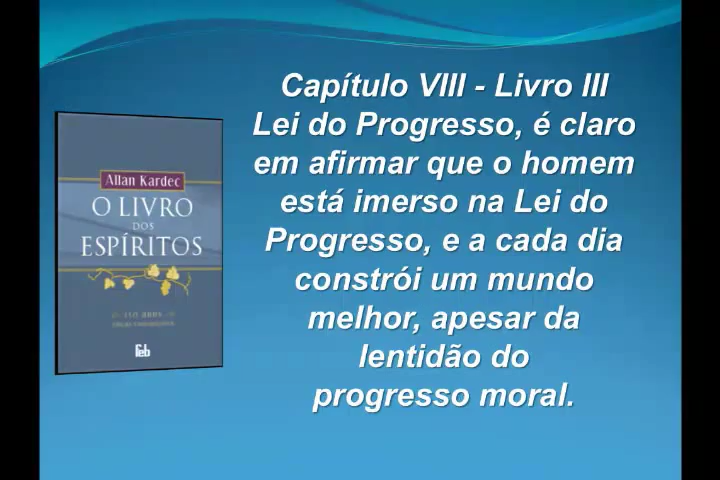 Capítulo VIII - Livro III
Lei do Progresso, é claro
em afirmar que o homem
está imerso na Lei do
Progresso, e a cada dia
constrói um mundo
melhor, apesar da
lentidão do
progresso moral.
Allan Kardec
O LIVRO
DOS
ESPÍRITOS
feb